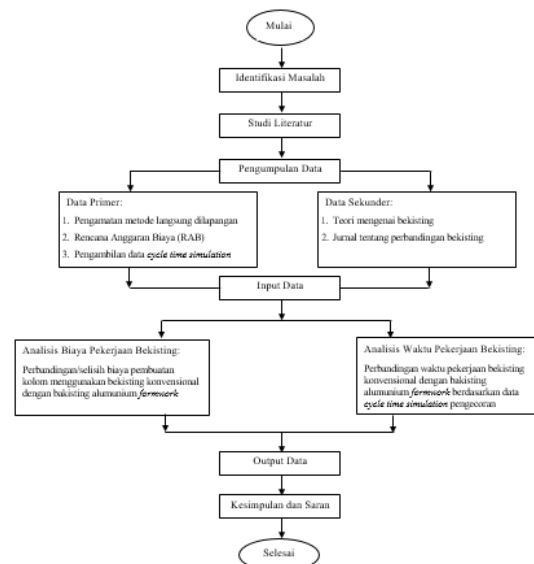 Mulai
Identifikasi Masalah
Studi Literatur
Pengumpulan Data
Data Primer:
1. Pengamatan metode langsung dilapangan
2. Rencana Anggaran Biaya (RAB)
3. Pengambilan data cycle time simulation
Data Sekunder:
1. Teori mengenai bekisting
2. Jurnal tentang perbandingan bekisting
Input Data
Analisis Biaya Pekerjaan Bekisting:
Perbandingan/selisih biaya pembuatan
kolom menggunakan bekisting konvensional
dengan bakisting alumunium formwork
Analisis Waktu Pekerjaan Bekisting:
Perbandingan waktu pekerjaan bekisting
konvensional dengan bakisting
alumunium formwork berdasarkan data
cycle time simulation pengecoran
Output Data
Kesimpulan dan Saran
Selesai